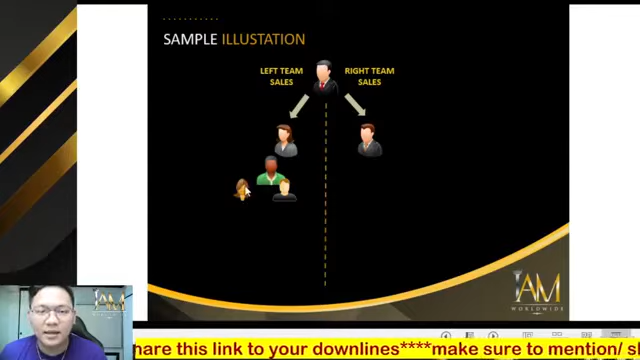 SAMPLE ILLUSTATION
LEFT TEAM RIGHT TEAM
SALES SALES
IAM
WORLDWIDE
IAM
hare this link to your downlines****make sure to mention/ s